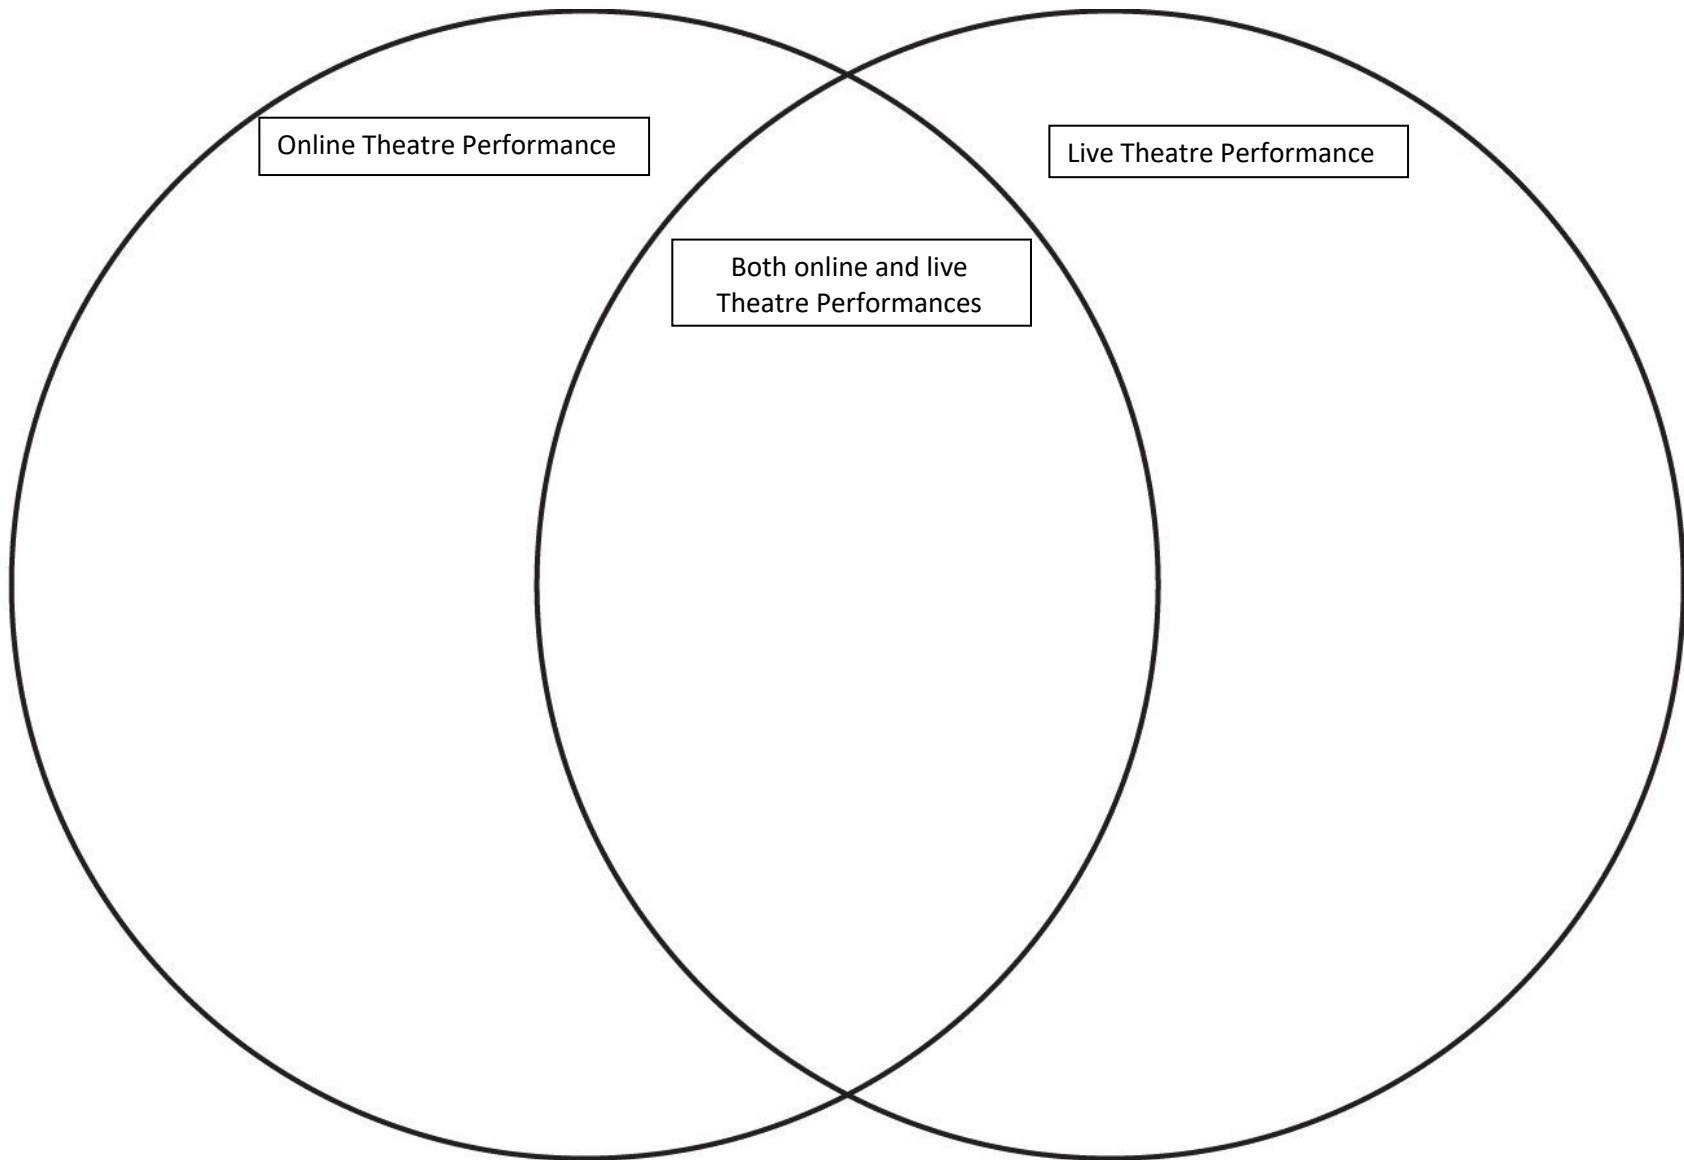 Online Theatre Performance
Live Theatre Performance
Both online and live
Theatre Performances